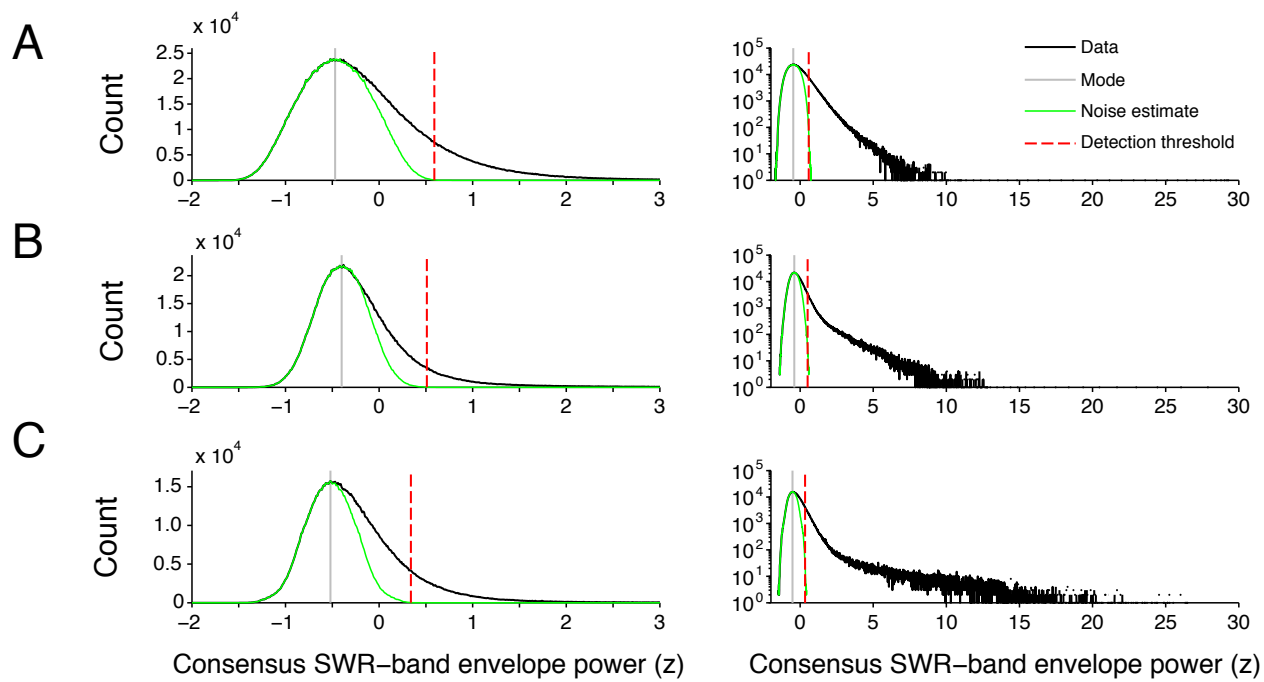 A
x 10^4
Count
2.5
2
1.5
1
0.5
0
−2 −1 0 1 2 3
10^5
10^4
10^3
10^2
10^1
10^0
0 5 10 15 20 25 30
Data
Mode
Noise estimate
Detection threshold
B
x 10^4
Count
2
1.5
1
0.5
0
−2 −1 0 1 2 3
10^5
10^4
10^3
10^2
10^1
10^0
0 5 10 15 20 25 30
C
x 10^4
Count
1.5
1.0
0.5
0
−2 −1 0 1 2 3
Consensus SWR−band envelope power (z)
10^5
10^4
10^3
10^2
10^1
10^0
0 5 10 15 20 25 30
Consensus SWR−band envelope power (z)